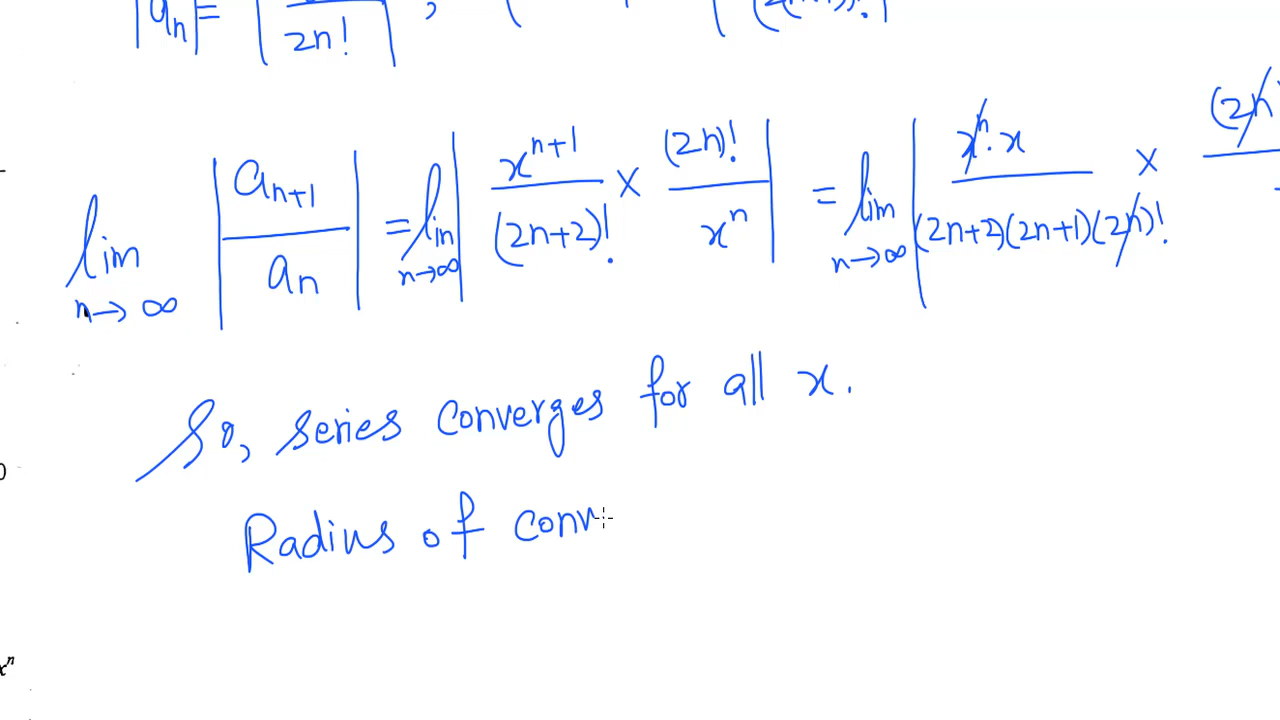 |aₙ| = | 2n! | ,
lim n→∞ | aₙ₊₁ / aₙ | = lim n→∞ | xⁿ⁺¹ / (2n+2)! × (2n)! / xⁿ | = lim n→∞ | xⁿ · x / (2n+2)(2n+1)(2n)! × (2n)
So, series converges for all x.
Radius of conv
xⁿ